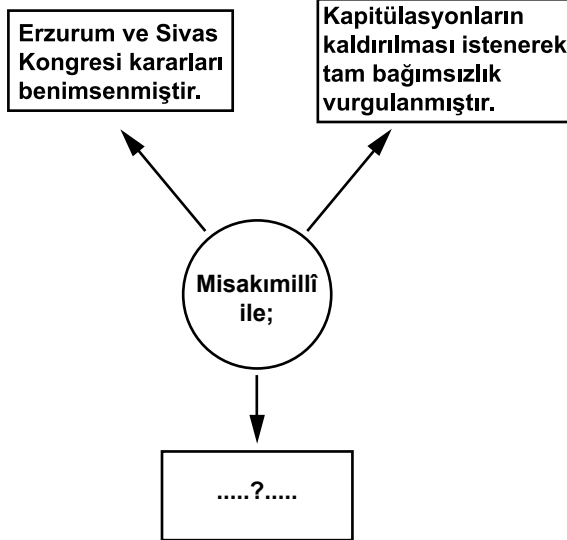 Erzurum ve Sivas
Kongresi kararları
benimsenmiştir.
Kapitülasyonların
kaldırılması istenerek
tam bağımsızlık
vurgulanmıştır.
Misakımillî
ile;
.....?.....